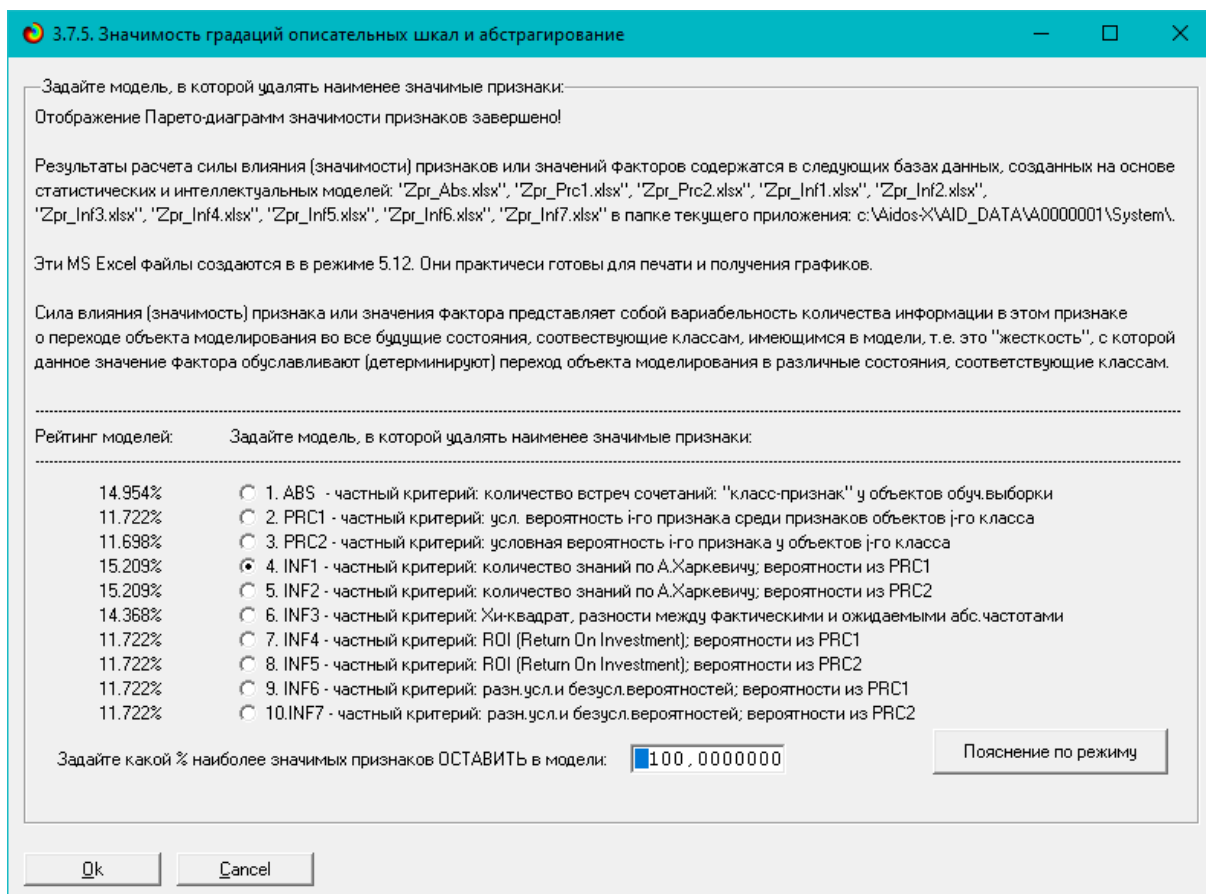 3.7.5. Значимость градаций описательных шкал и абстрагирование
Задайте модель, в которой удалять наименее значимые признаки:
Отображение Парето-диаграмм значимости признаков завершено!
Результаты расчета силы влияния (значимости) признаков или значений факторов содержатся в следующих базах данных, созданных на основе
статистических и интеллектуальных моделей: "Zpr_Abs.xlsx", "Zpr_Prc1.xlsx", "Zpr_Prc2.xlsx", "Zpr_Inf1.xlsx", "Zpr_Inf2.xlsx",
"Zpr_Inf3.xlsx", "Zpr_Inf4.xlsx", "Zpr_Inf5.xlsx", "Zpr_Inf6.xlsx", "Zpr_Inf7.xlsx" в папке текущего приложения: c:\Aidos-X\AID_DATA\A0000001\System\.
Эти MS Excel файлы создаются в в режиме 5.12. Они практичеси готовы для печати и получения графиков.
Сила влияния (значимость) признака или значения фактора представляет собой вариабельность количества информации в этом признаке
о переходе объекта моделирования во все будущие состояния, соотвествующие классам, имеющимся в модели, т.е. это "жесткость", с которой
данное значение фактора обуславливают (детерминируют) переход объекта моделирования в различные состояния, соответствующие классам.
Рейтинг моделей: Задайте модель, в которой удалять наименее значимые признаки:
14.954% 1. ABS - частный критерий: количество встреч сочетаний: "класс-признак" у объектов обуч.выборки
11.722% 2. PRC1 - частный критерий: усл. вероятность i-го признака среди признаков объектов j-го класса
11.698% 3. PRC2 - частный критерий: условная вероятность i-го признака у объектов j-го класса
15.209% 4. INF1 - частный критерий: количество знаний по А.Харкевичу; вероятности из PRC1
15.209% 5. INF2 - частный критерий: количество знаний по А.Харкевичу; вероятности из PRC2
14.368% 6. INF3 - частный критерий: Хи-квадрат, разности между фактическими и ожидаемыми абс.частотами
11.722% 7. INF4 - частный критерий: ROI (Return On Investment); вероятности из PRC1
11.722% 8. INF5 - частный критерий: ROI (Return On Investment); вероятности из PRC2
11.722% 9. INF6 - частный критерий: разн.усл.и безусл.вероятностей; вероятности из PRC1
11.722% 10.INF7 - частный критерий: разн.усл.и безусл.вероятностей; вероятности из PRC2
Задайте какой % наиболее значимых признаков ОСТАВИТЬ в модели: 100,0000000
Пояснение по режиму
Ok Cancel